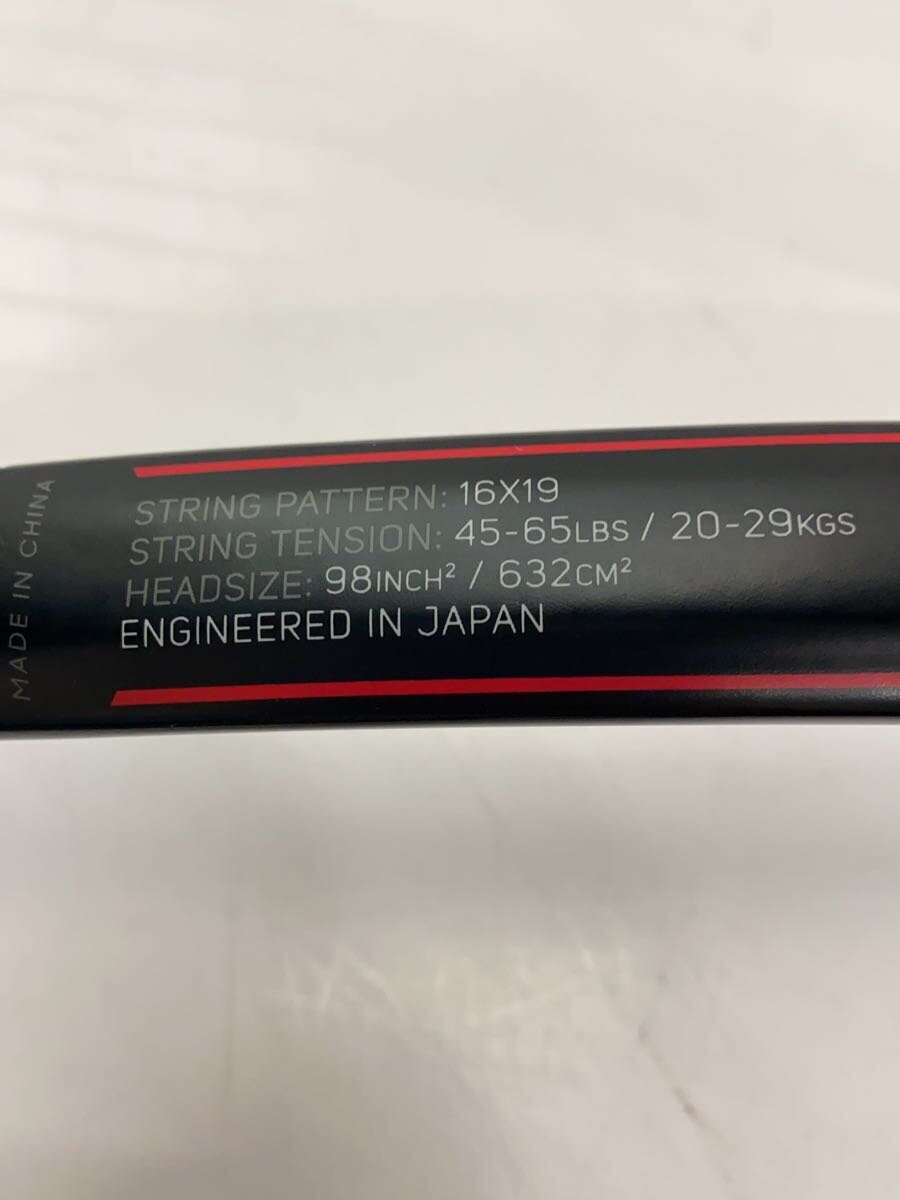 STRING PATTERN: 16X19
STRING TENSION: 45-65LBS / 20-29KGS
HEADSIZE: 98INCH² / 632CM²
ENGINEERED IN JAPAN
MADE IN CHINA